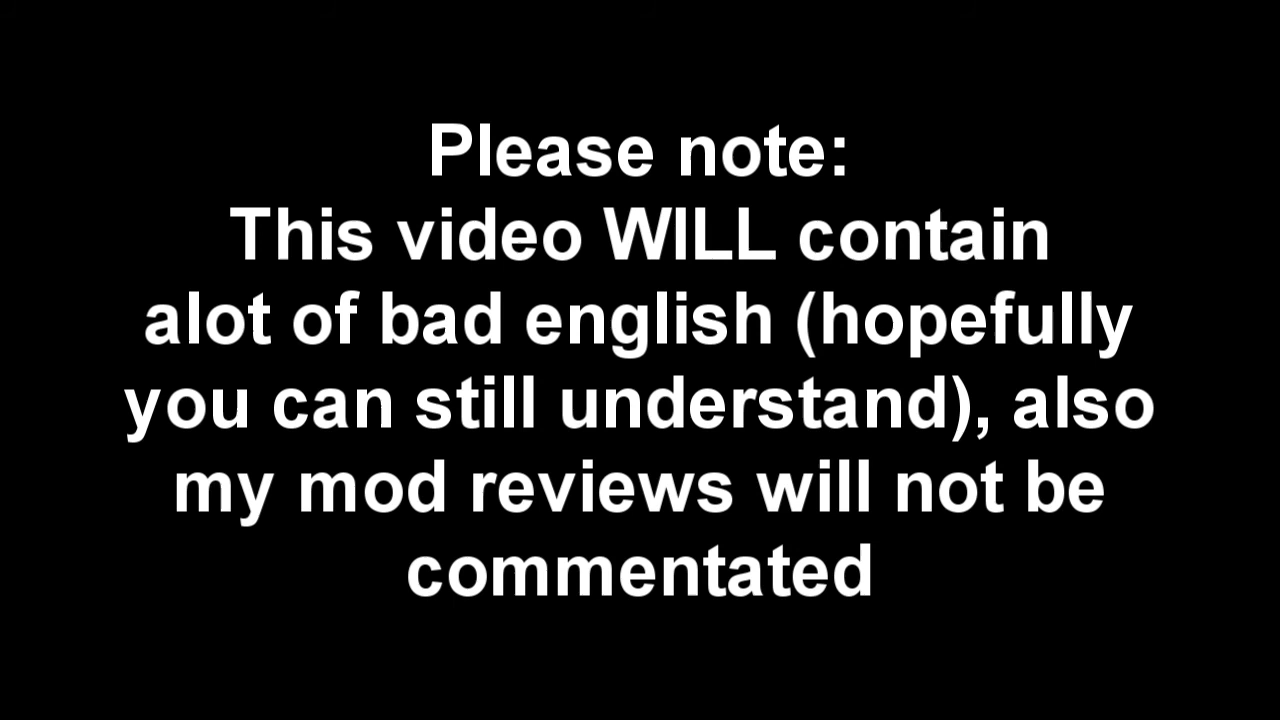 Please note:
This video WILL contain
alot of bad english (hopefully
you can still understand), also
my mod reviews will not be
commentated